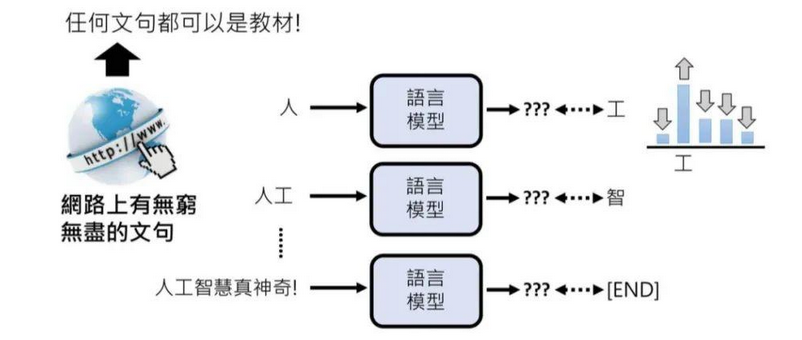 任何文句都可以是教材!
http://www.
網路上有無窮
無盡的文句
人
語言
模型
???
工
工
人工
語言
模型
???
智
人工智慧真神奇!
語言
模型
???
[END]